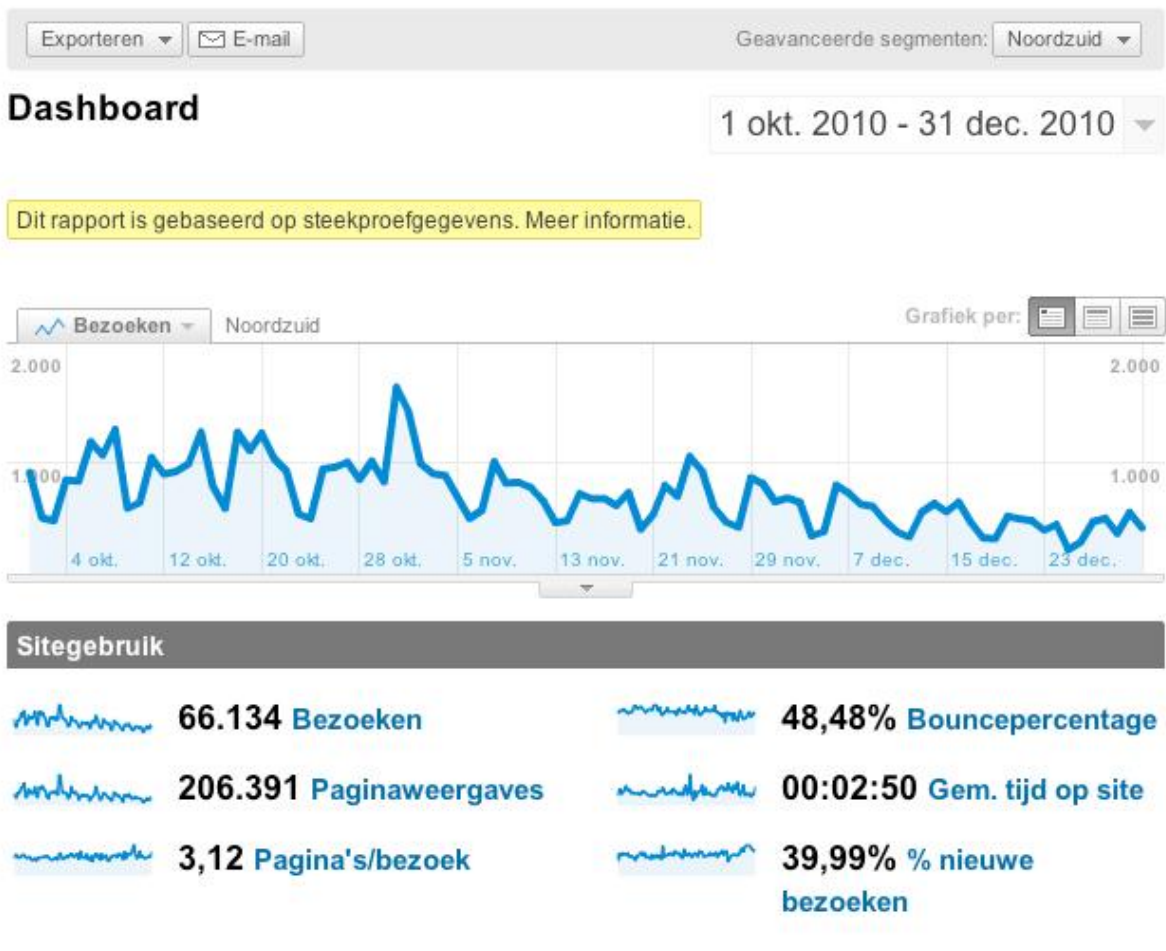 Exporteren E-mail Geavanceerde segmenten: Noordzuid
Dashboard
1 okt. 2010 - 31 dec. 2010
Dit rapport is gebaseerd op steekproefgegevens. Meer informatie.
Bezoeken Noordzuid Grafiek per:
2.000 2.000
1.000 1.000
4 okt. 12 okt. 20 okt. 28 okt. 5 nov. 13 nov. 21 nov. 29 nov. 7 dec. 15 dec. 23 dec.
Sitegebruik
66.134 Bezoeken 48,48% Bouncepercentage
206.391 Paginaweergaves 00:02:50 Gem. tijd op site
3,12 Pagina's/bezoek 39,99% % nieuwe
bezoeken